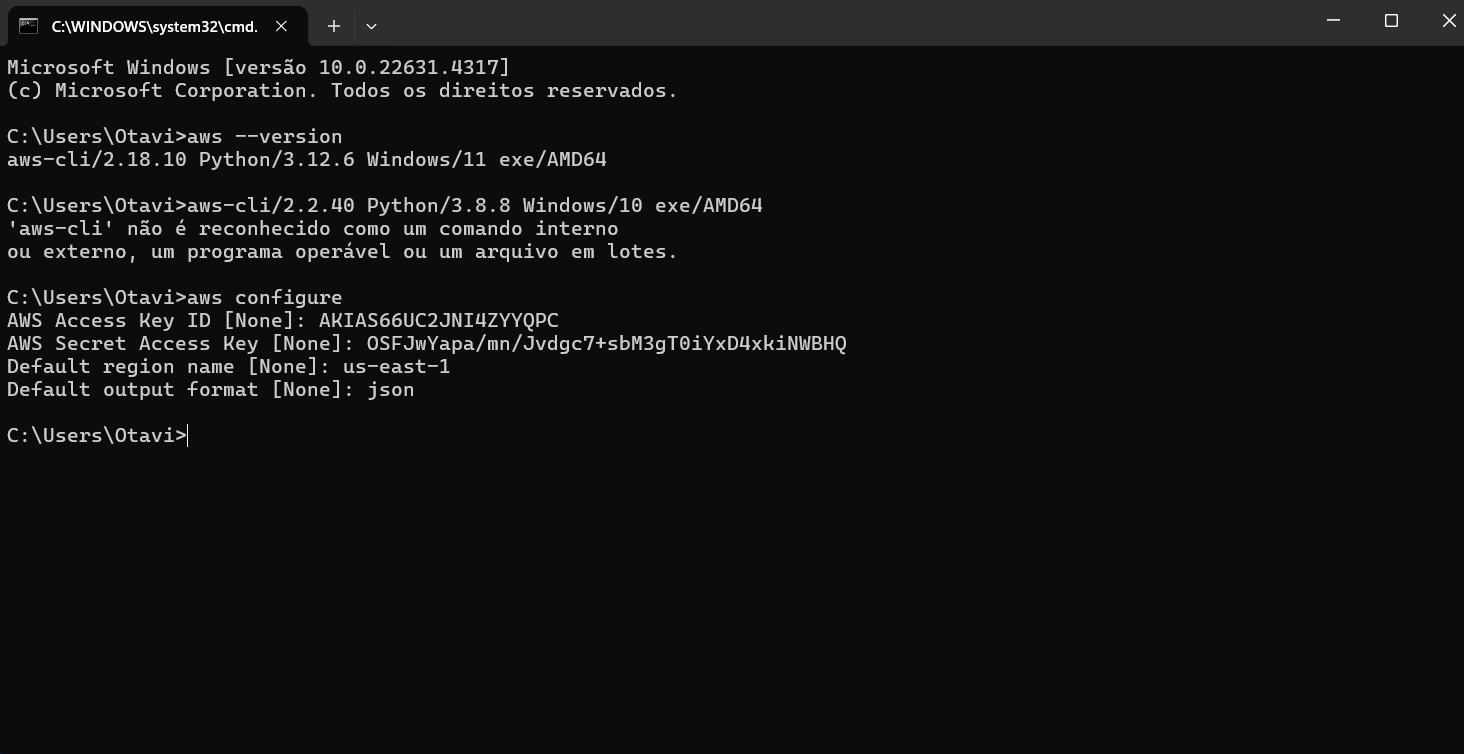 C:\WINDOWS\system32\cmd.
Microsoft Windows [versão 10.0.22631.4317]
(c) Microsoft Corporation. Todos os direitos reservados.
C:\Users\Otavi>aws --version
aws-cli/2.18.10 Python/3.12.6 Windows/11 exe/AMD64
C:\Users\Otavi>aws-cli/2.2.40 Python/3.8.8 Windows/10 exe/AMD64
'aws-cli' não é reconhecido como um comando interno
ou externo, um programa operável ou um arquivo em lotes.
C:\Users\Otavi>aws configure
AWS Access Key ID [None]: AKIAS66UC2JNI4ZYYQPC
AWS Secret Access Key [None]: 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
Default region name [None]: us-east-1
Default output format [None]: json
C:\Users\Otavi>